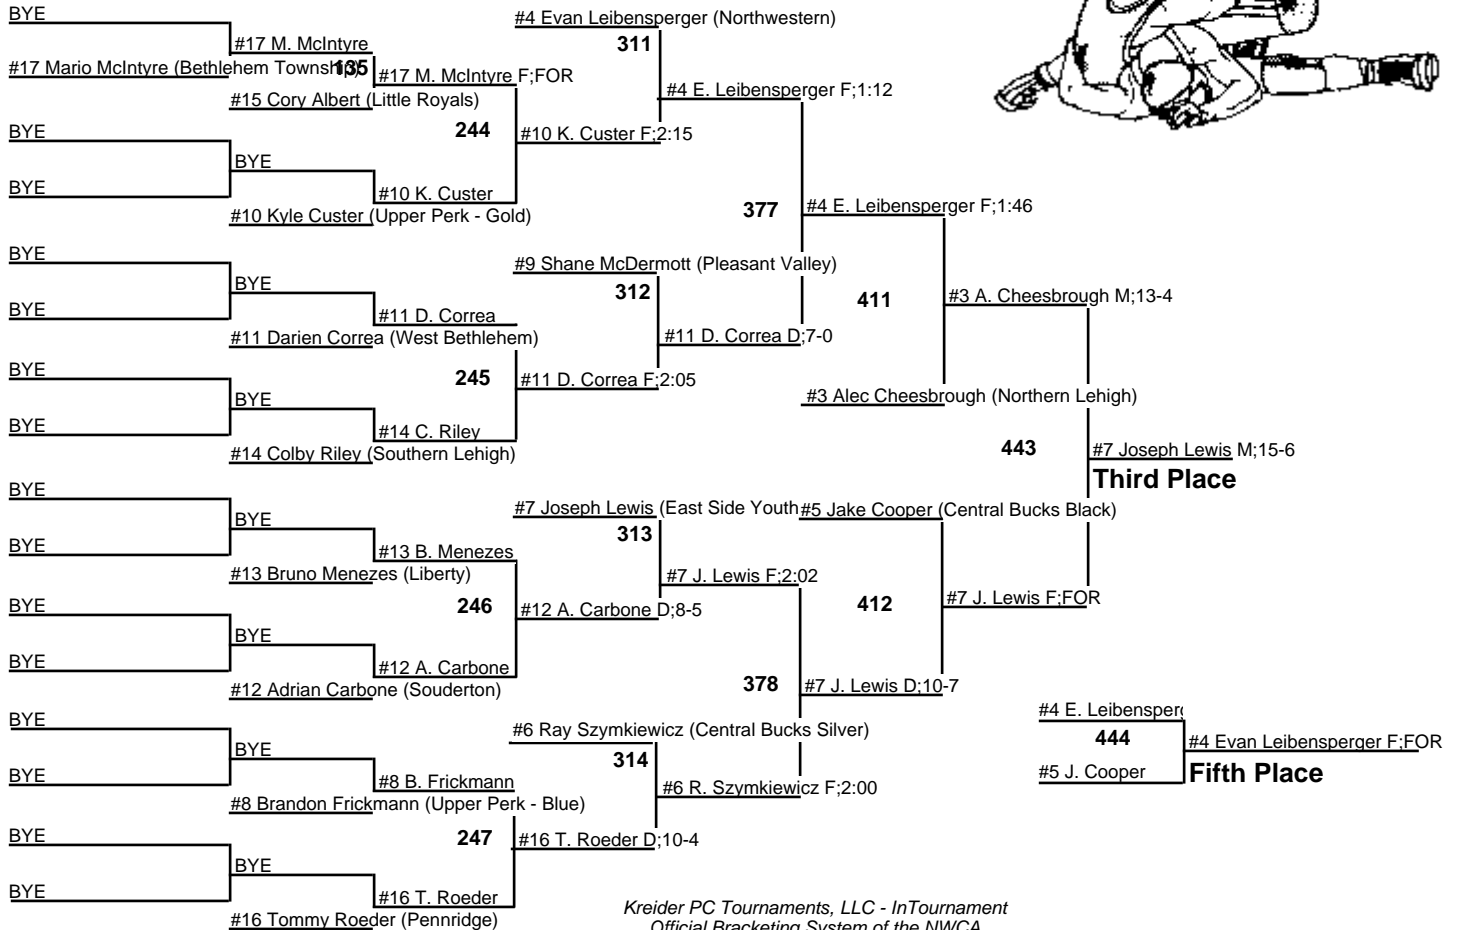 BYE
#17 M. McIntyre
#17 Mario McIntyre (Bethlehem Township)
135
#17 M. McIntyre F;FOR
#15 Cory Albert (Little Royals)
244
BYE
BYE
BYE
#10 K. Custer
#10 Kyle Custer (Upper Perk - Gold)
#4 Evan Leibensperger (Northwestern)
311
#4 E. Leibensperger F;1:12
#10 K. Custer F;2:15
377
#4 E. Leibensperger F;1:46
BYE
BYE
BYE
#11 D. Correa
#11 Darien Correa (West Bethlehem)
#9 Shane McDermott (Pleasant Valley)
312
#11 D. Correa D;7-0
411
#3 A. Cheesbrough M;13-4
BYE
BYE
BYE
245
#11 D. Correa F;2:05
#14 C. Riley
#14 Colby Riley (Southern Lehigh)
#3 Alec Cheesbrough (Northern Lehigh)
443
#7 Joseph Lewis M;15-6
Third Place
BYE
BYE
BYE
#13 B. Menezes
#13 Bruno Menezes (Liberty)
#7 Joseph Lewis (East Side Youth
#5 Jake Cooper (Central Bucks Black)
313
#7 J. Lewis F;2:02
246
#12 A. Carbone D;8-5
412
#7 J. Lewis F;FOR
BYE
BYE
BYE
#12 A. Carbone
#12 Adrian Carbone (Souderton)
378
#7 J. Lewis D;10-7
BYE
BYE
BYE
#8 B. Frickmann
#8 Brandon Frickmann (Upper Perk - Blue)
#6 Ray Szymkiewicz (Central Bucks Silver)
314
#6 R. Szymkiewicz F;2:00
#4 E. Leibensperg
444
#4 Evan Leibensperger F;FOR
#5 J. Cooper
Fifth Place
BYE
BYE
BYE
247
#16 T. Roeder D;10-4
#16 T. Roeder
#16 Tommy Roeder (Pennridge)
Kreider PC Tournaments, LLC - InTournament
Official Bracketing System of the NWCA